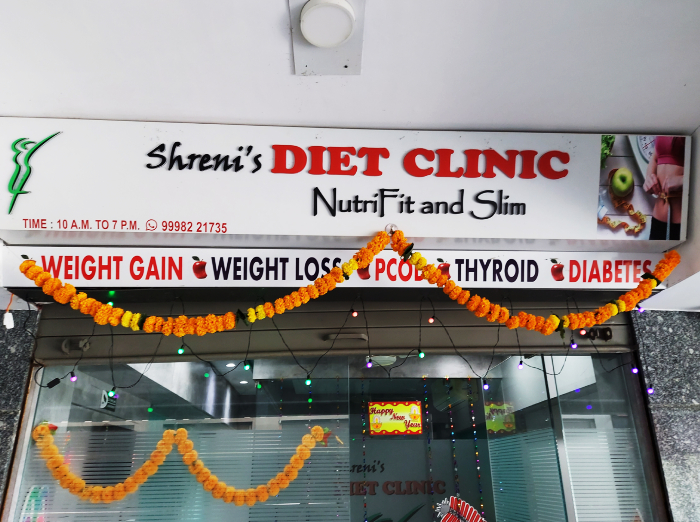 Shreni's DIET CLINIC
NutriFit and Slim
TIME : 10 A.M. TO 7 P.M. 99982 21735
WEIGHT GAIN WEIGHT LOSS PCOD THYROID DIABETES
Happy
New
Year
DIET CLINIC